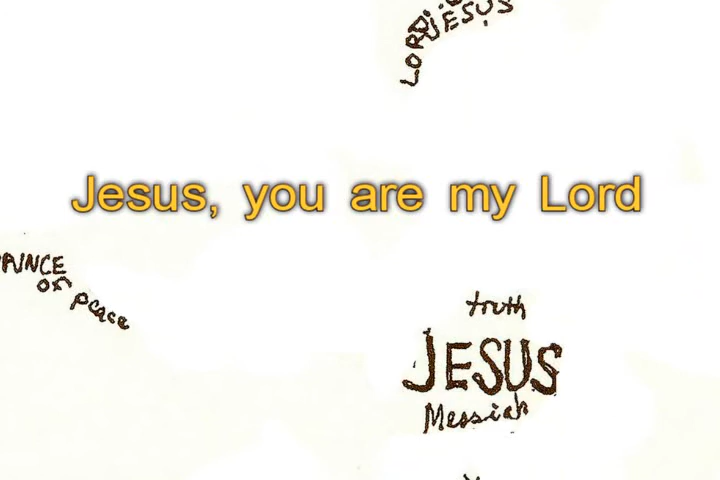 LORD JESUS
Jesus, you are my Lord
PRINCE
OF
peace
truth
JESUS
Messiah